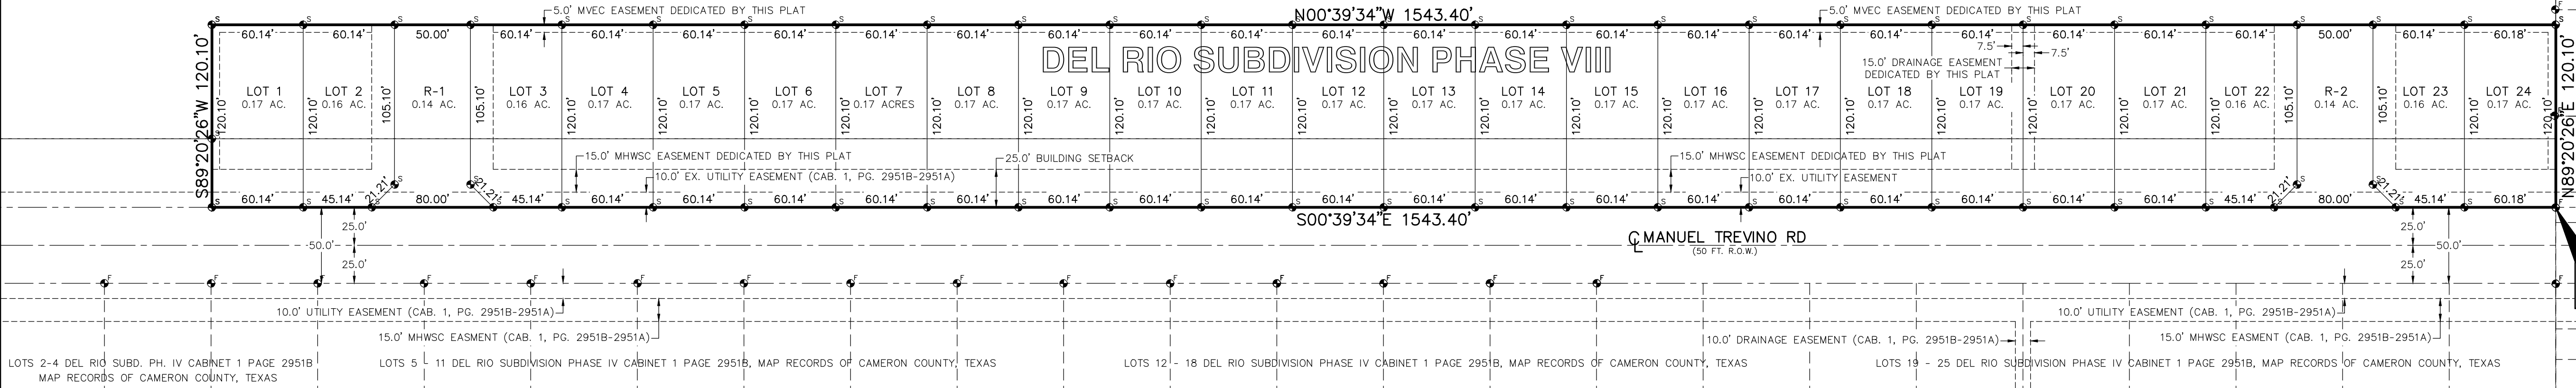 5.0' MVEC EASEMENT DEDICATED BY THIS PLAT
N00°39'34"W 1543.40'
5.0' MVEC EASEMENT DEDICATED BY THIS PLAT
60.14' 60.14' 50.00' 60.14' 60.14' 60.14' 60.14' 60.14' 60.14' 60.14' 60.14' 60.14' 60.14' 60.14' 60.14' 60.14' 60.14' 60.14' 60.14' 60.14' 60.14' 60.14' 60.14' 50.00' 60.14' 60.18'
DEL RIO SUBDIVISION PHASE VIII
7.5'
7.5'
15.0' DRAINAGE EASEMENT
DEDICATED BY THIS PLAT
S89°20'26"W 120.10'
N89°20'26"E 120.10'
LOT 1 LOT 2 R-1 LOT 3 LOT 4 LOT 5 LOT 6 LOT 7 LOT 8 LOT 9 LOT 10 LOT 11 LOT 12 LOT 13 LOT 14 LOT 15 LOT 16 LOT 17 LOT 18 LOT 19 LOT 20 LOT 21 LOT 22 R-2 LOT 23 LOT 24
0.17 AC. 0.16 AC. 0.14 AC. 0.16 AC. 0.17 AC. 0.17 AC. 0.17 AC. 0.17 ACRES 0.17 AC. 0.17 AC. 0.17 AC. 0.17 AC. 0.17 AC. 0.17 AC. 0.17 AC. 0.17 AC. 0.17 AC. 0.17 AC. 0.17 AC. 0.17 AC. 0.17 AC. 0.17 AC. 0.16 AC. 0.14 AC. 0.16 AC. 0.17 AC.
120.10' 120.10' 105.10' 105.10' 120.10' 120.10' 120.10' 120.10' 120.10' 120.10' 120.10' 120.10' 120.10' 120.10' 120.10' 120.10' 120.10' 120.10' 120.10' 120.10' 120.10' 120.10' 120.10' 105.10' 105.10' 120.10' 120.10'
15.0' MHWSC EASEMENT DEDICATED BY THIS PLAT
25.0' BUILDING SETBACK
15.0' MHWSC EASEMENT DEDICATED BY THIS PLAT
10.0' EX. UTILITY EASEMENT (CAB. 1, PG. 2951B-2951A)
10.0' EX. UTILITY EASEMENT
60.14' 45.14' 21.21' 80.00' 21.21' 45.14' 60.14' 60.14' 60.14' 60.14' 60.14' 60.14' 60.14' 60.14' 60.14' 60.14' 60.14' 60.14' 60.14' 60.14' 60.14' 60.14' 60.14' 60.14' 45.14' 21.21' 80.00' 21.21' 45.14' 60.18'
S00°39'34"E 1543.40'
25.0'
25.0'
50.0'
50.0'
25.0'
25.0'
℄ MANUEL TREVINO RD
(50 FT. R.O.W.)
10.0' UTILITY EASEMENT (CAB. 1, PG. 2951B-2951A)
10.0' UTILITY EASEMENT (CAB. 1, PG. 2951B-2951A)
15.0' MHWSC EASMENT (CAB. 1, PG. 2951B-2951A)
10.0' DRAINAGE EASEMENT (CAB. 1, PG. 2951B-2951A)
15.0' MHWSC EASMENT (CAB. 1, PG. 2951B-2951A)
LOTS 2-4 DEL RIO SUBD. PH. IV CABINET 1 PAGE 2951B
MAP RECORDS OF CAMERON COUNTY, TEXAS
LOTS 5 - 11 DEL RIO SUBDIVISION PHASE IV CABINET 1 PAGE 2951B, MAP RECORDS OF CAMERON COUNTY, TEXAS
LOTS 12 - 18 DEL RIO SUBDIVISION PHASE IV CABINET 1 PAGE 2951B, MAP RECORDS OF CAMERON COUNTY, TEXAS
LOTS 19 - 25 DEL RIO SUBDIVISION PHASE IV CABINET 1 PAGE 2951B, MAP RECORDS OF CAMERON COUNTY, TEXAS